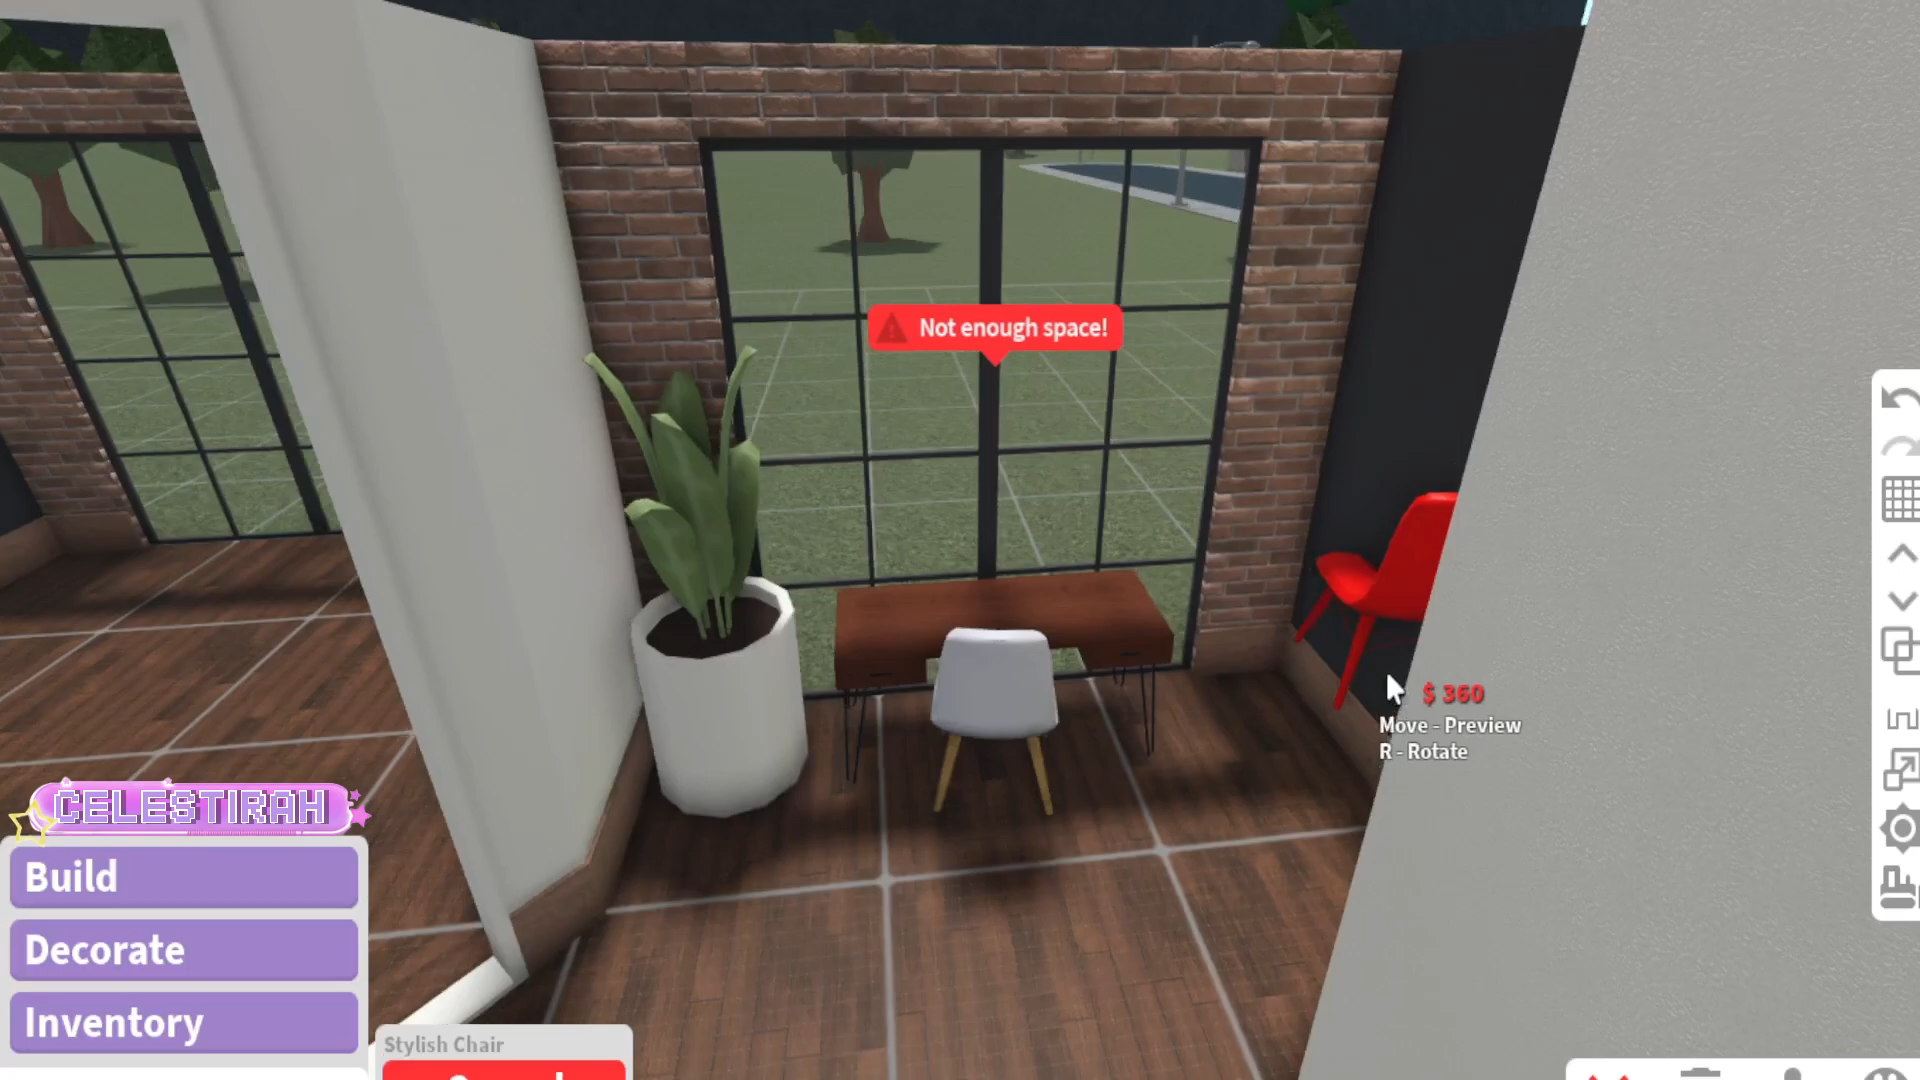 Not enough space!
$ 360
Move - Preview
R - Rotate
CELESTIRAH
Build
Decorate
Inventory
Stylish Chair